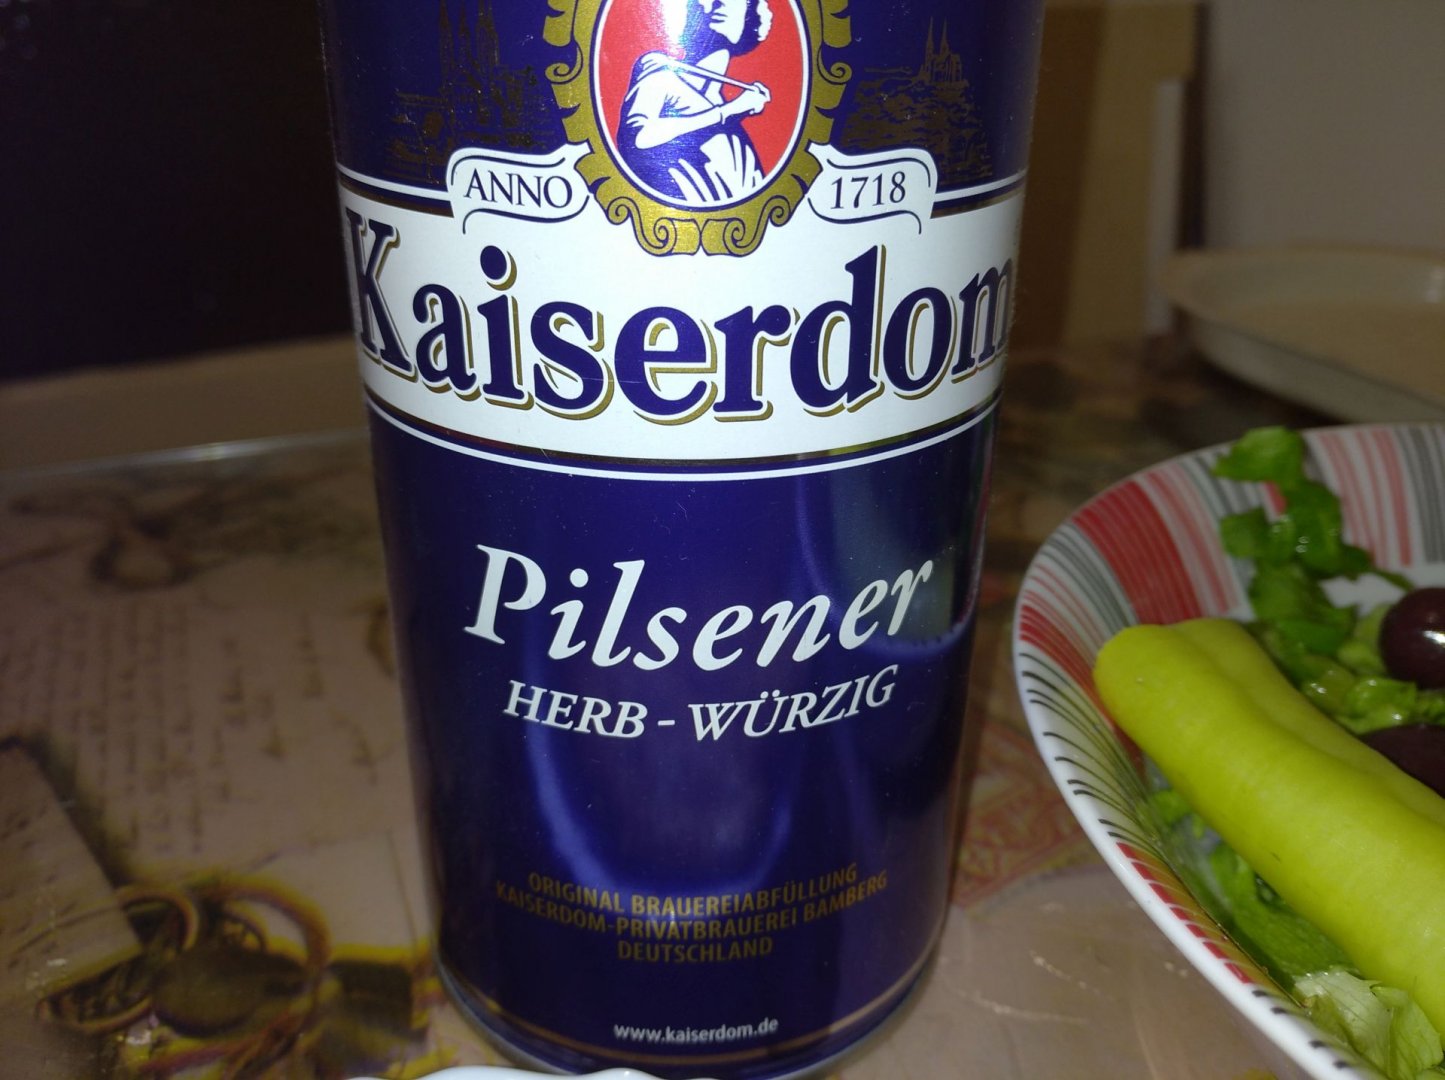 ANNO 1718
Kaiserdom
Pilsener
HERB - WÜRZIG
ORIGINAL BRAUEREIABFÜLLUNG
KAISERDOM-PRIVATBRAUEREI BAMBERG
DEUTSCHLAND
www.kaiserdom.de